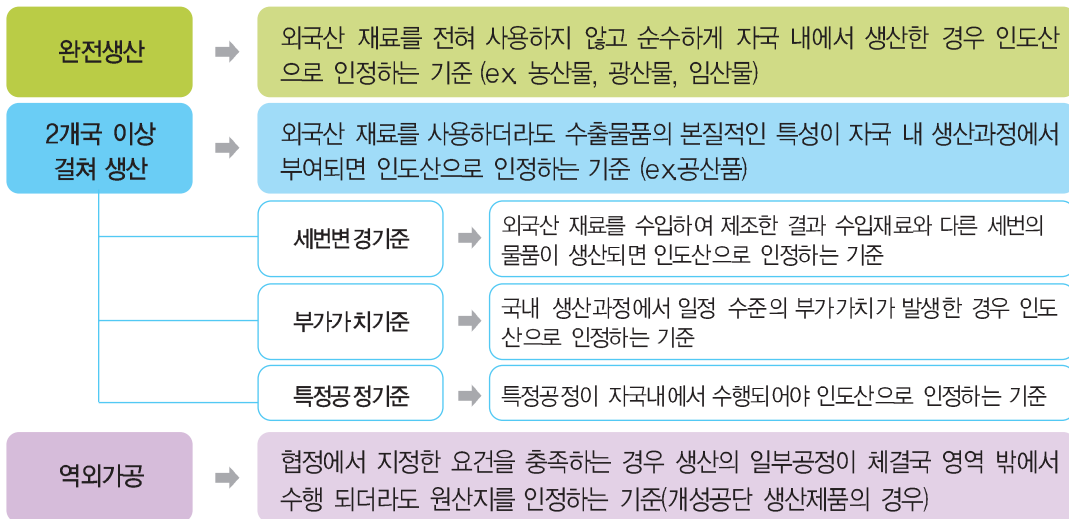 완전생산
외국산 재료를 전혀 사용하지 않고 순수하게 자국 내에서 생산한 경우 인도산
으로 인정하는 기준 (ex. 농산물, 광산물, 임산물)
2개국 이상
걸쳐 생산
외국산 재료를 사용하더라도 수출물품의 본질적인 특성이 자국 내 생산과정에서
부여되면 인도산으로 인정하는 기준 (ex.공산품)
세번변경기준
외국산 재료를 수입하여 제조한 결과 수입재료와 다른 세번의
물품이 생산되면 인도산으로 인정하는 기준
부가가치기준
국내 생산과정에서 일정 수준의 부가가치가 발생한 경우 인도
산으로 인정하는 기준
특정공정기준
특정공정이 자국내에서 수행되어야 인도산으로 인정하는 기준
역외가공
협정에서 지정한 요건을 충족하는 경우 생산의 일부공정이 체결국 영역 밖에서
수행 되더라도 원산지를 인정하는 기준(개성공단 생산제품의 경우)